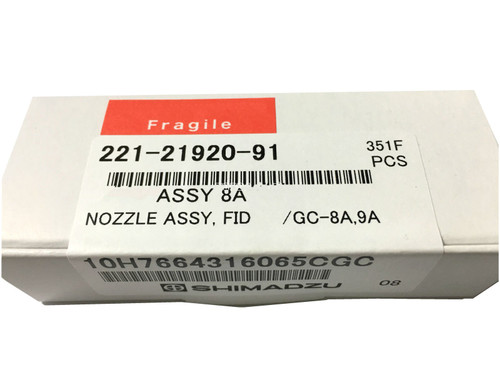 Fragile
221-21920-91
351F
PCS
ASSY 8A
NOZZLE ASSY, FID /GC-8A,9A
10H7664316065CGC
SHIMADZU
08